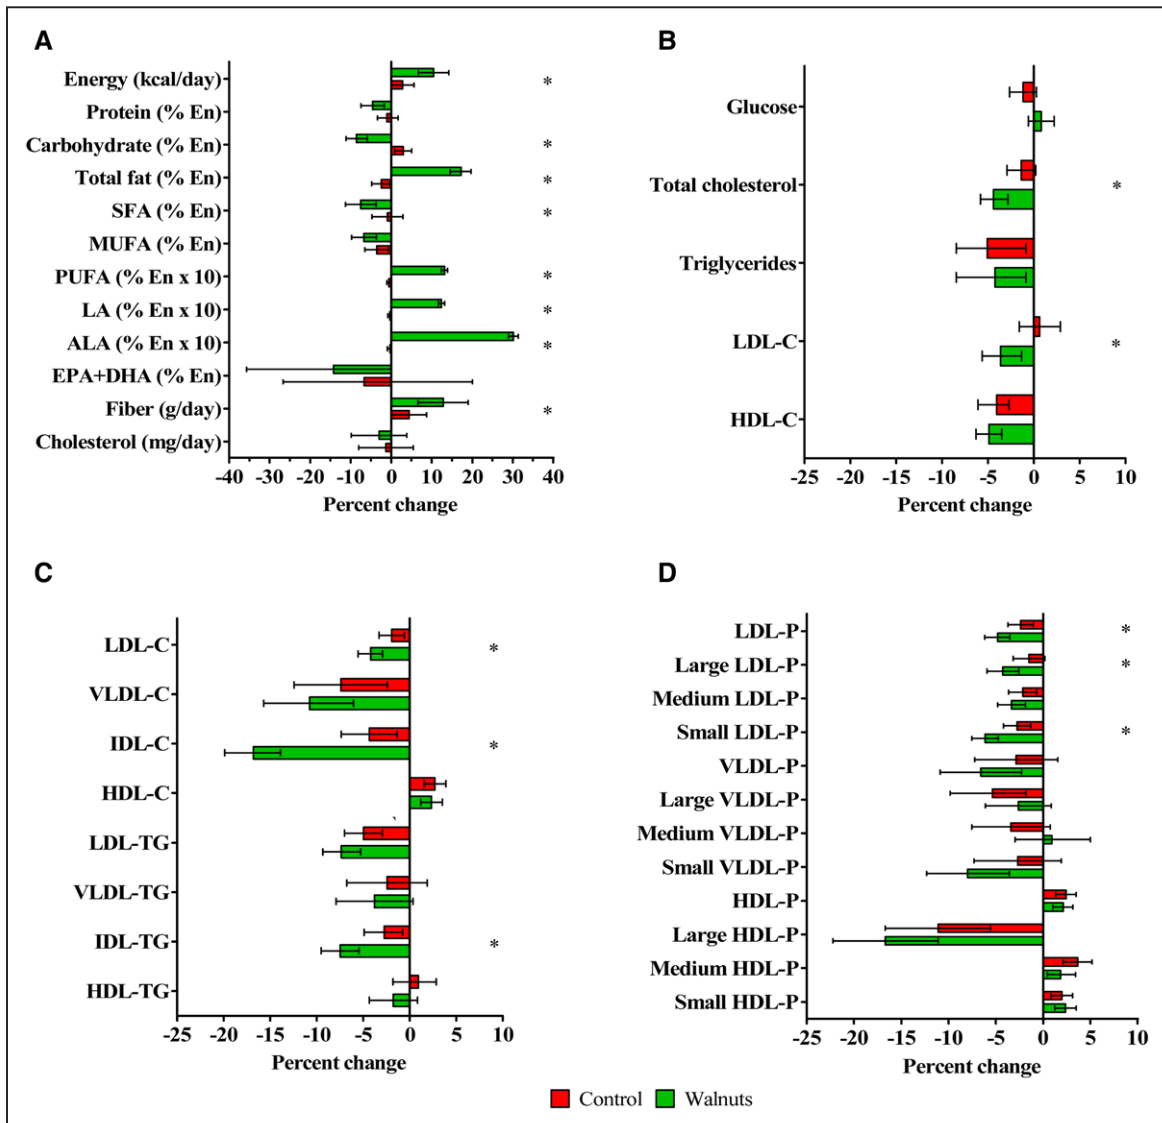 A
Energy (kcal/day) *
Protein (% En)
Carbohydrate (% En) *
Total fat (% En) *
SFA (% En) *
MUFA (% En)
PUFA (% En x 10) *
LA (% En x 10) *
ALA (% En x 10) *
EPA+DHA (% En)
Fiber (g/day) *
Cholesterol (mg/day)
-40 -30 -20 -10 0 10 20 30 40
Percent change
B
Glucose
Total cholesterol *
Triglycerides
LDL-C *
HDL-C
-25 -20 -15 -10 -5 0 5 10
Percent change
C
LDL-C *
VLDL-C
IDL-C *
HDL-C
LDL-TG
VLDL-TG
IDL-TG *
HDL-TG
-25 -20 -15 -10 -5 0 5 10
Percent change
D
LDL-P *
Large LDL-P *
Medium LDL-P
Small LDL-P *
VLDL-P
Large VLDL-P
Medium VLDL-P
Small VLDL-P
HDL-P
Large HDL-P
Medium HDL-P
Small HDL-P
-25 -20 -15 -10 -5 0 5 10
Percent change
Control Walnuts